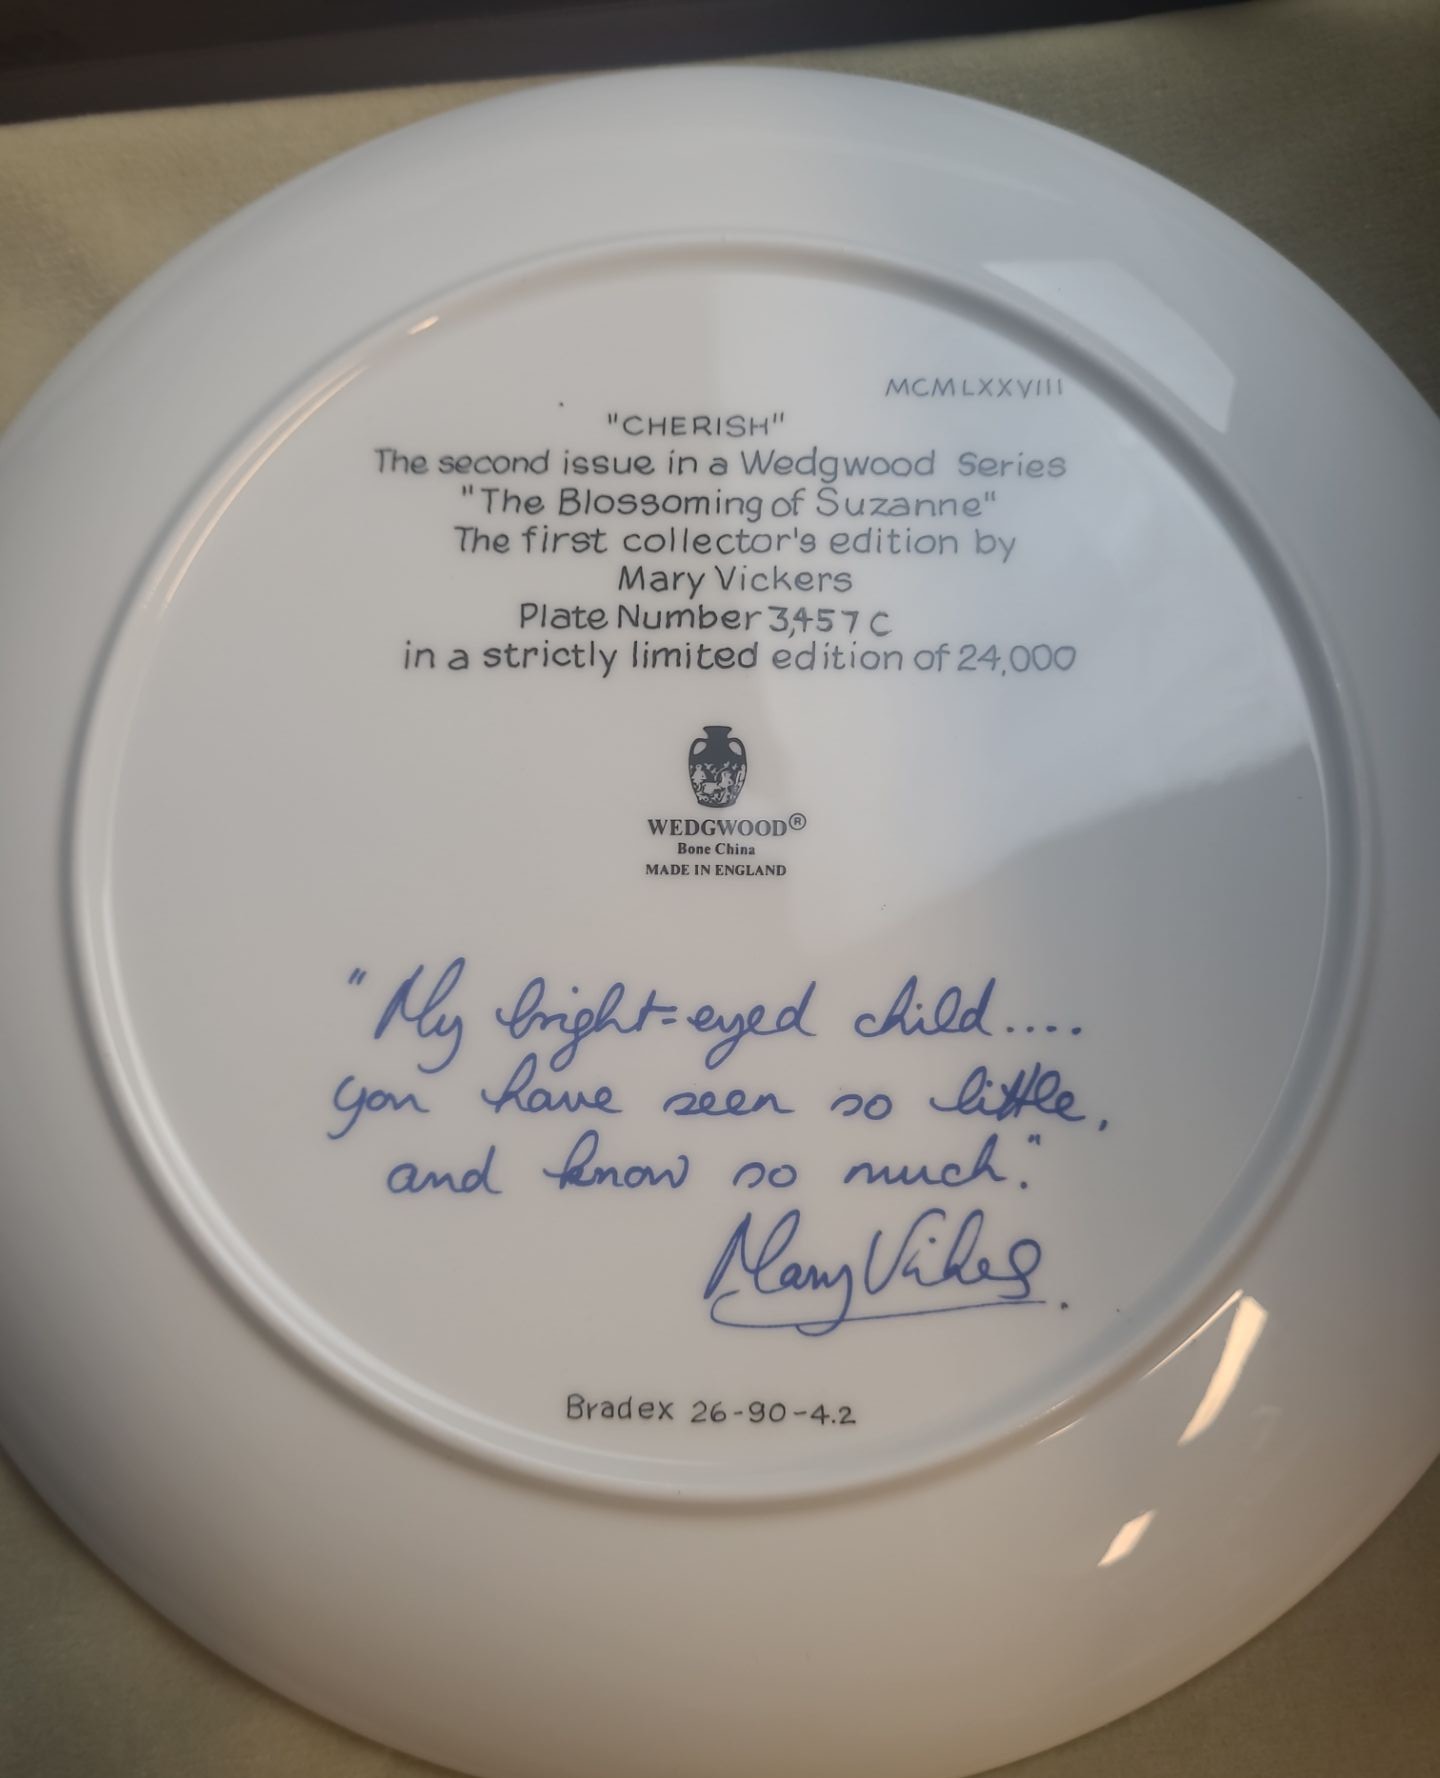 MCMLXXVIII
"CHERISH"
The second issue in a Wedgwood Series
"The Blossoming of Suzanne"
The first collector's edition by
Mary Vickers
Plate Number 3,457 C
in a strictly limited edition of 24,000
WEDGWOOD®
Bone China
MADE IN ENGLAND
"My bright-eyed child....
you have seen so little,
and know so much."
Mary Vickers.
Bradex 26-90-4.2